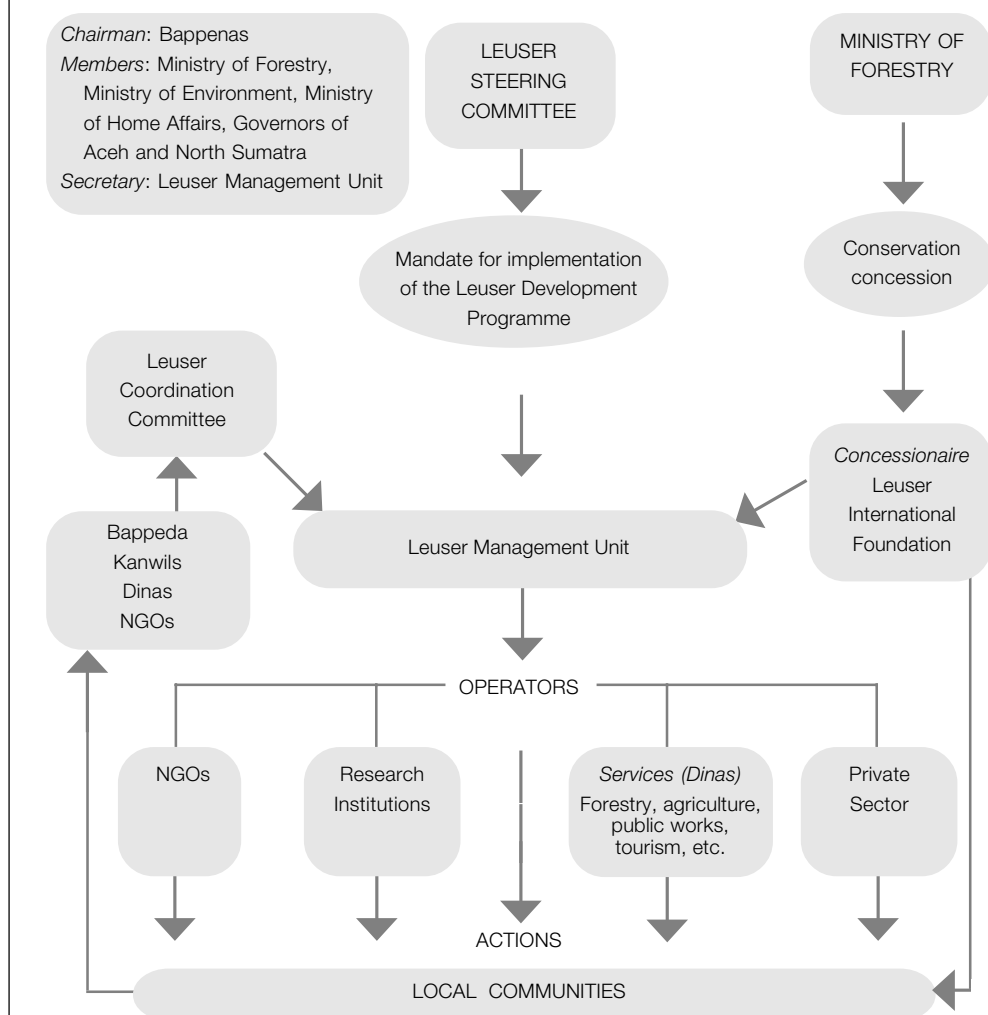 Chairman: Bappenas
Members: Ministry of Forestry,
Ministry of Environment, Ministry
of Home Affairs, Governors of
Aceh and North Sumatra
Secretary: Leuser Management Unit
LEUSER
STEERING
COMMITTEE
MINISTRY OF
FORESTRY
Mandate for implementation
of the Leuser Development
Programme
Conservation
concession
Leuser
Coordination
Committee
Concessionaire
Leuser
International
Foundation
Bappeda
Kanwils
Dinas
NGOs
Leuser Management Unit
OPERATORS
NGOs
Research
Institutions
Services (Dinas)
Forestry, agriculture,
public works,
tourism, etc.
Private
Sector
ACTIONS
LOCAL COMMUNITIES